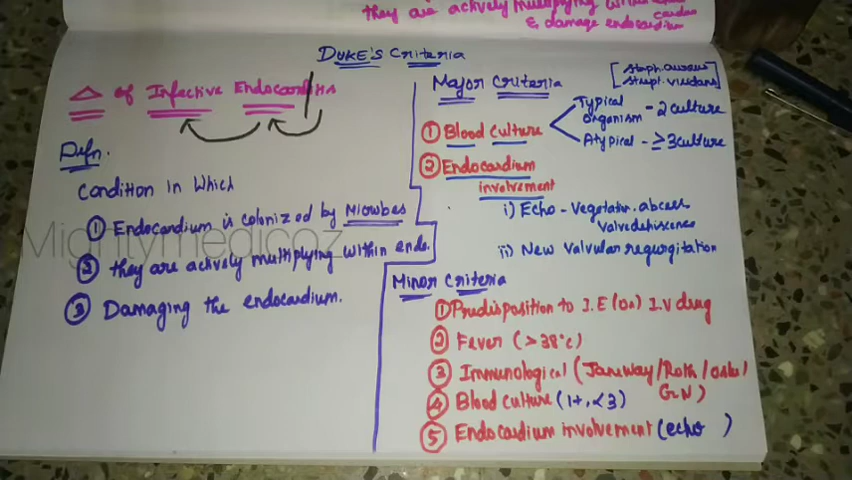 they are actively multiplying within
& damage endocardium
DUKE'S Criteria
△ of Infective Endocarditis
Defn.
Condition in Which
① Endocardium is colonized by Microbes
② they are actively multiplying within endo.
③ Damaging the endocardium.
Mightymedicoz
Major Criteria
[Staph. aureus
Strept. viridans]
① Blood culture
Typical organism - 2 culture
Atypical - ≥3 culture
② Endocardium
involvement
i) Echo - Vegetation, abcess
valve dehiscence
ii) New valvular regurgitation
Minor Criteria
① Predisposition to I.E (or) I.V drug
② Fever (>38°c)
③ Immunological (Janeway/Roth/osler/
GN)
④ Blood culture (1+, <3)
⑤ Endocardium involvement (echo )